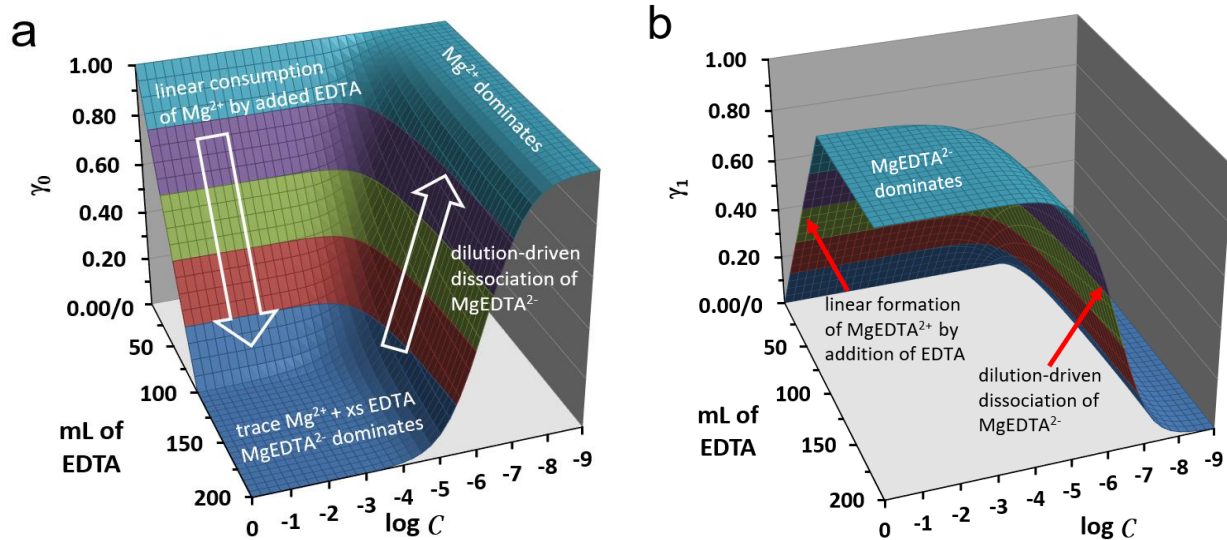 a
1.00
0.80
0.60
0.40
0.20
0.00/0
50
100
150
200
γ₀
mL of
EDTA
0 -1 -2 -3 -4 -5 -6 -7 -8 -9
log C
linear consumption
of Mg²⁺ by added EDTA
Mg²⁺ dominates
dilution-driven
dissociation of
MgEDTA²⁻
trace Mg²⁺ + xs EDTA
MgEDTA²⁻ dominates
b
1.00
0.80
0.60
0.40
0.20
0.00/0
50
100
150
200
γ₁
mL of
EDTA
0 -1 -2 -3 -4 -5 -6 -7 -8 -9
log C
MgEDTA²⁻
dominates
linear formation
of MgEDTA²⁺ by
addition of EDTA
dilution-driven
dissociation of
MgEDTA²⁻